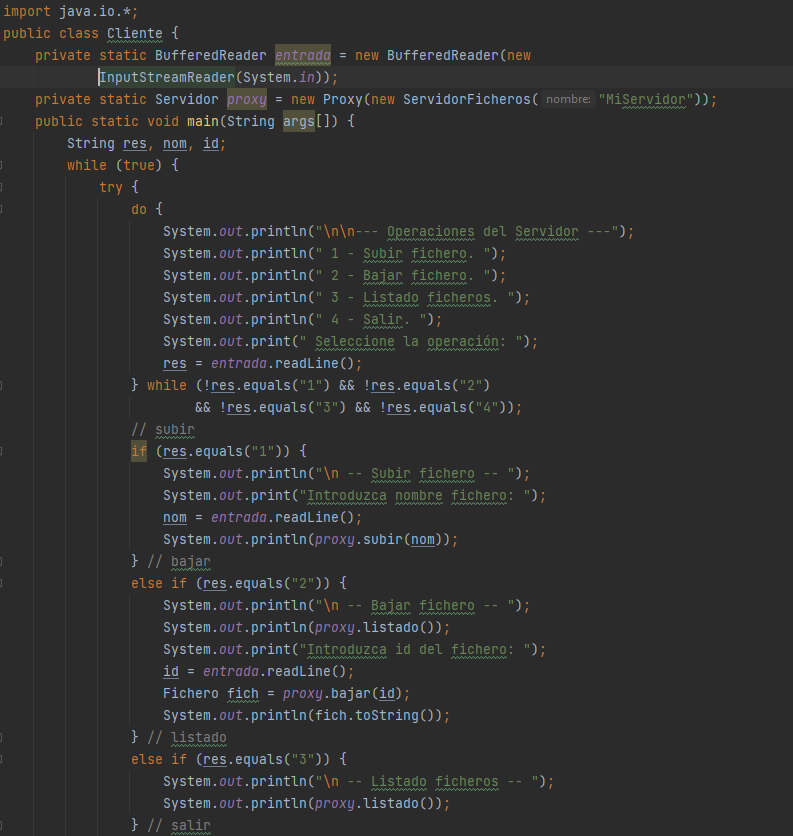 import java.io.*;
public class Cliente {
    private static BufferedReader entrada = new BufferedReader(new
            InputStreamReader(System.in));
    private static Servidor proxy = new Proxy(new ServidorFicheros( nombre: "MiServidor"));
    public static void main(String args[]) {
        String res, nom, id;
        while (true) {
            try {
                do {
                    System.out.println("\n\n--- Operaciones del Servidor ---");
                    System.out.println(" 1 - Subir fichero. ");
                    System.out.println(" 2 - Bajar fichero. ");
                    System.out.println(" 3 - Listado ficheros. ");
                    System.out.println(" 4 - Salir. ");
                    System.out.print(" Seleccione la operación: ");
                    res = entrada.readLine();
                } while (!res.equals("1") && !res.equals("2")
                        && !res.equals("3") && !res.equals("4"));
                // subir
                if (res.equals("1")) {
                    System.out.println("\n -- Subir fichero -- ");
                    System.out.print("Introduzca nombre fichero: ");
                    nom = entrada.readLine();
                    System.out.println(proxy.subir(nom));
                } // bajar
                else if (res.equals("2")) {
                    System.out.println("\n -- Bajar fichero -- ");
                    System.out.println(proxy.listado());
                    System.out.print("Introduzca id del fichero: ");
                    id = entrada.readLine();
                    Fichero fich = proxy.bajar(id);
                    System.out.println(fich.toString());
                } // listado
                else if (res.equals("3")) {
                    System.out.println("\n -- Listado ficheros -- ");
                    System.out.println(proxy.listado());
                } // salir